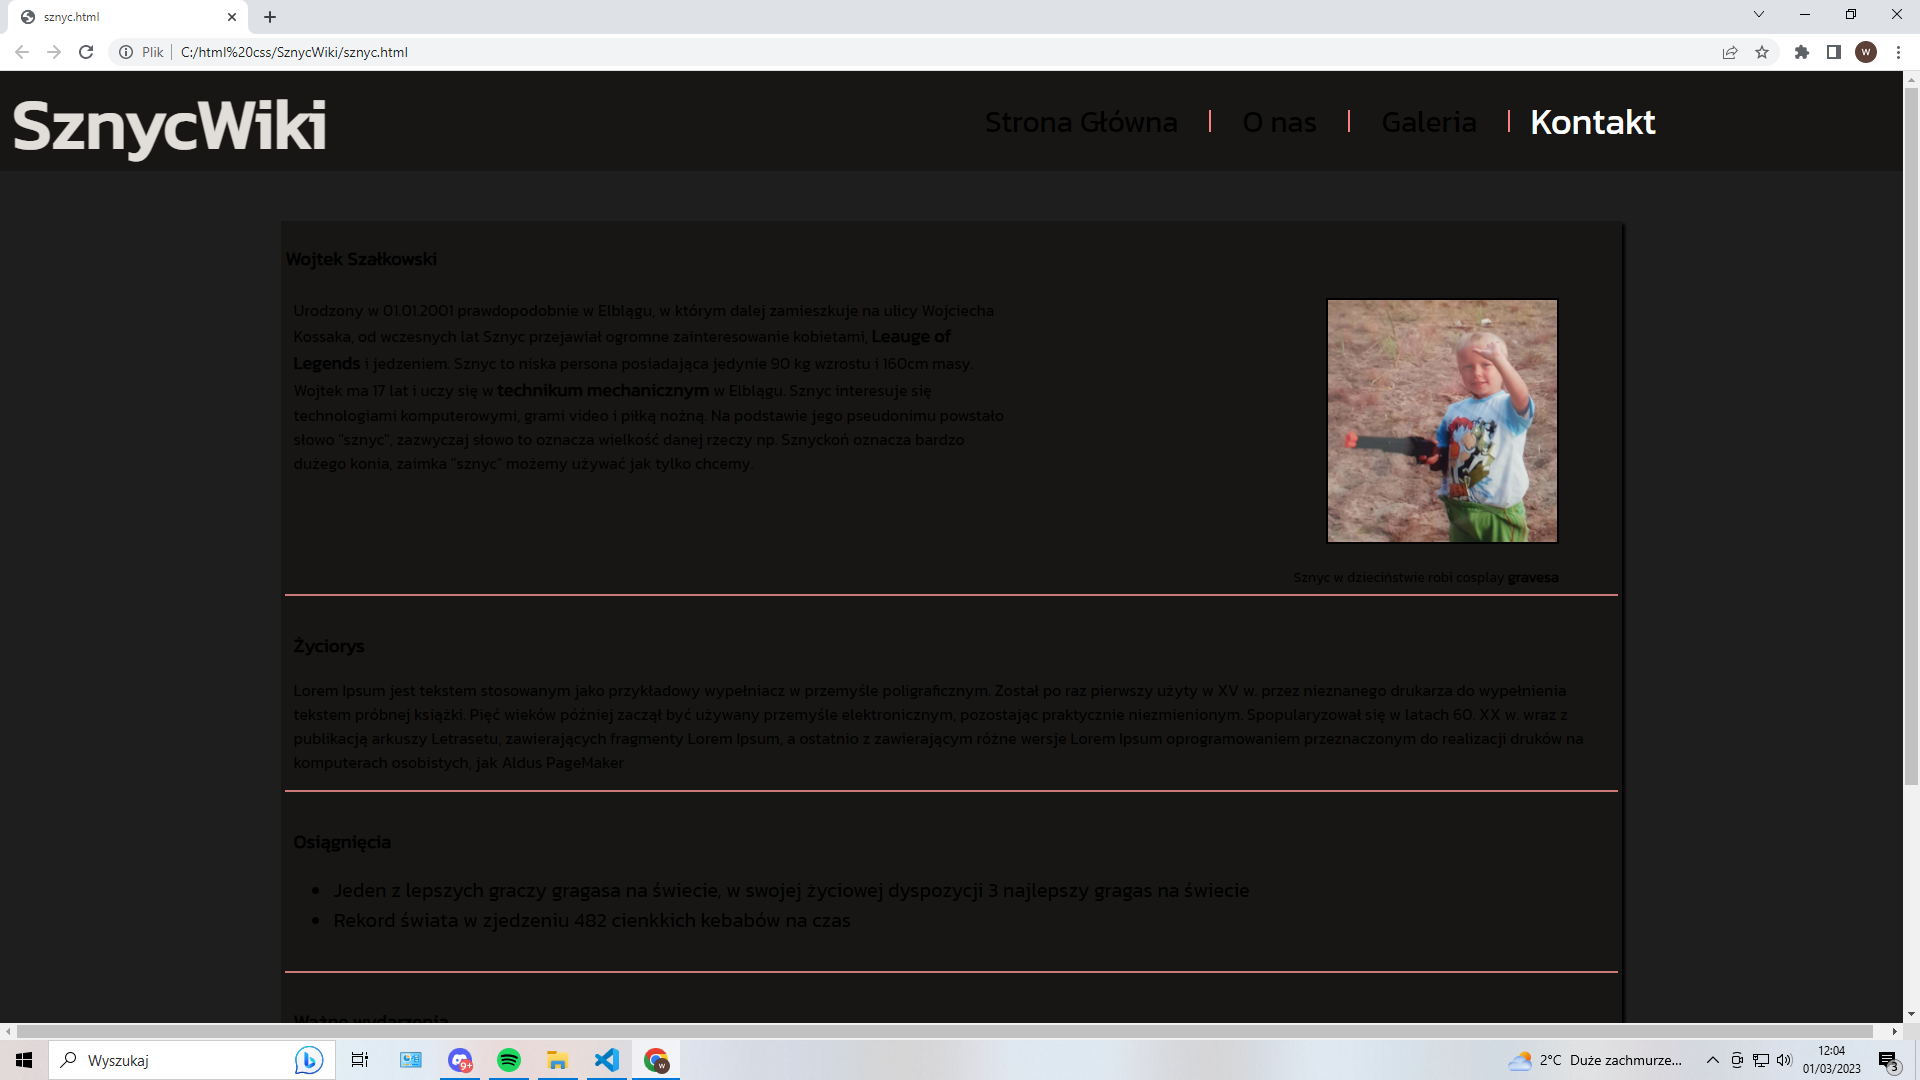 sznyc.html
Plik
C:/html%20css/SznycWiki/sznyc.html
W
SznycWiki
Strona Główna
O nas
Galeria
Kontakt
Wojtek Szałkowski
Urodzony w 01.01.2001 prawdopodobnie w Elblągu, w którym dalej zamieszkuje na ulicy Wojciecha
Kossaka, od wczesnych lat Sznyc przejawiał ogromne zainteresowanie kobietami, Leauge of
Legends i jedzeniem. Sznyc to niska persona posiadająca jedynie 90 kg wzrostu i 160cm masy.
Wojtek ma 17 lat i uczy się w technikum mechanicznym w Elblągu. Sznyc interesuje się
technologiami komputerowymi, grami video i piłką nożną. Na podstawie jego pseudonimu powstało
słowo "sznyc", zazwyczaj słowo to oznacza wielkość danej rzeczy np. Sznyckoń oznacza bardzo
dużego konia, zaimka "sznyc" możemy używać jak tylko chcemy.
Sznyc w dzieciństwie robi cosplay gravesa
Życiorys
Lorem Ipsum jest tekstem stosowanym jako przykładowy wypełniacz w przemyśle poligraficznym. Został po raz pierwszy użyty w XV w. przez nieznanego drukarza do wypełnienia
tekstem próbnej książki. Pięć wieków później zaczął być używany przemyśle elektronicznym, pozostając praktycznie niezmienionym. Spopularyzował się w latach 60. XX w. wraz z
publikacją arkuszy Letrasetu, zawierających fragmenty Lorem Ipsum, a ostatnio z zawierającym różne wersje Lorem Ipsum oprogramowaniem przeznaczonym do realizacji druków na
komputerach osobistych, jak Aldus PageMaker
Osiągnięcia
Jeden z lepszych graczy gragasa na świecie, w swojej życiowej dyspozycji 3 najlepszy gragas na świecie
Rekord świata w zjedzeniu 482 cienkkich kebabów na czas
Ważne wydarzenia
Wyszukaj
9+
W
2°C Duże zachmurze...
12:04
01/03/2023
3